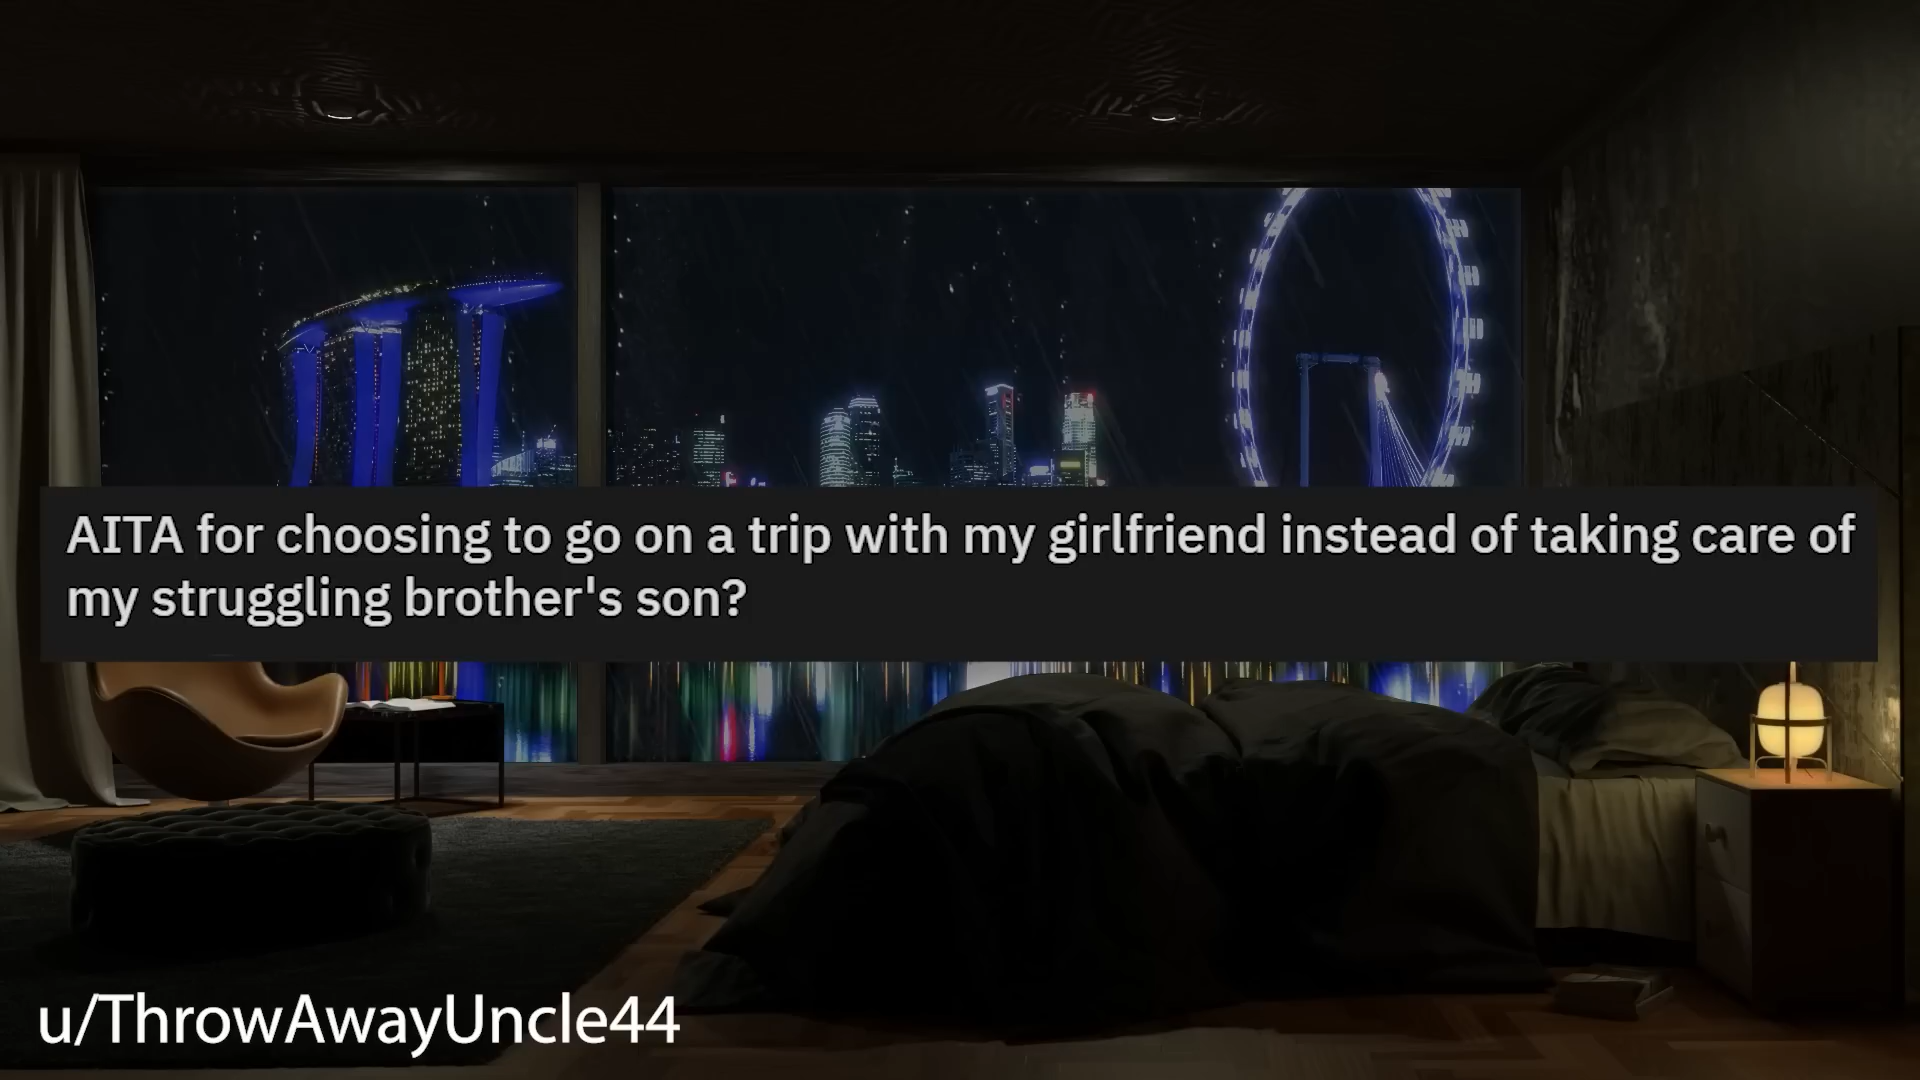 AITA for choosing to go on a trip with my girlfriend instead of taking care of
my struggling brother's son?
u/ThrowAwayUncle44